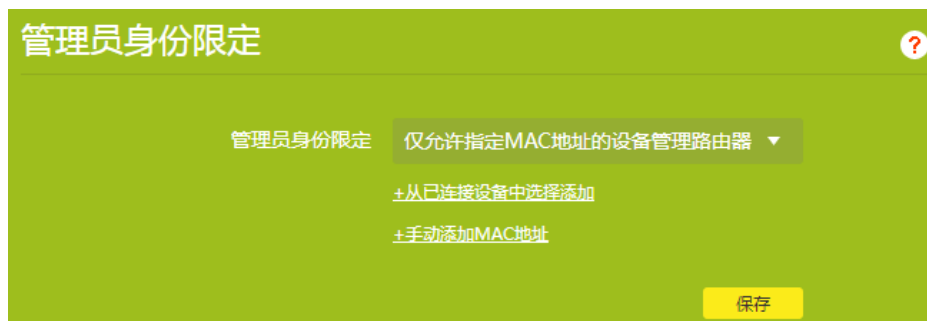 管理员身份限定
?
管理员身份限定 仅允许指定MAC地址的设备管理路由器
+从已连接设备中选择添加
+手动添加MAC地址
保存